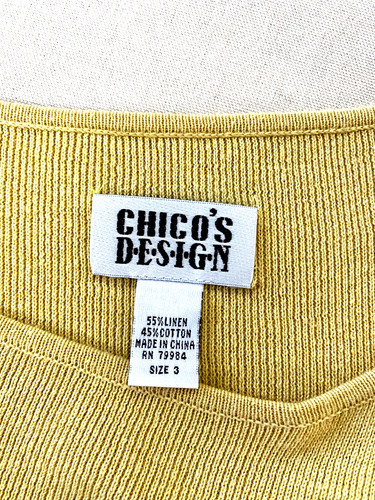 CHICO'S
D·E·S·I·G·N
55%LINEN
45%COTTON
MADE IN CHINA
RN 79984
SIZE 3